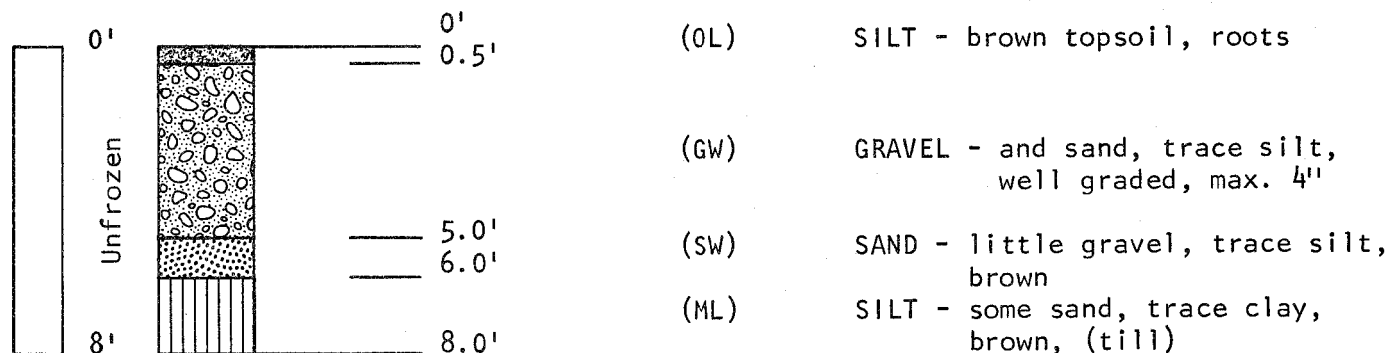 0'
Unfrozen
8'
0'
0.5'
5.0'
6.0'
8.0'
(OL) SILT - brown topsoil, roots
(GW) GRAVEL - and sand, trace silt,
well graded, max. 4"
(SW) SAND - little gravel, trace silt,
brown
(ML) SILT - some sand, trace clay,
brown, (till)